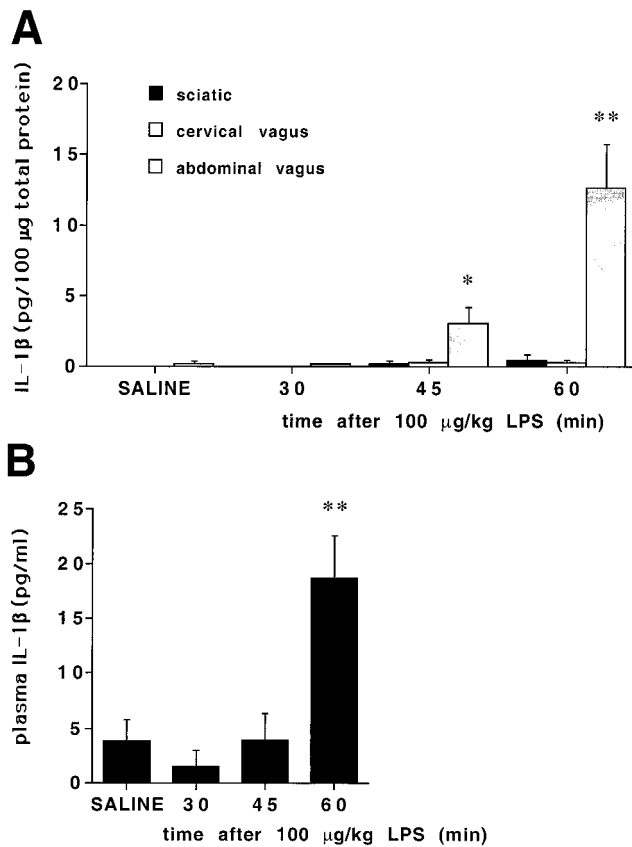 A
IL-1β (pg/100 μg total protein)
20
15
10
5
0
sciatic
cervical vagus
abdominal vagus
*
**
SALINE 30 45 60
time after 100 μg/kg LPS (min)
B
plasma IL-1β (pg/ml)
25
20
15
10
5
0
**
SALINE 30 45 60
time after 100 μg/kg LPS (min)